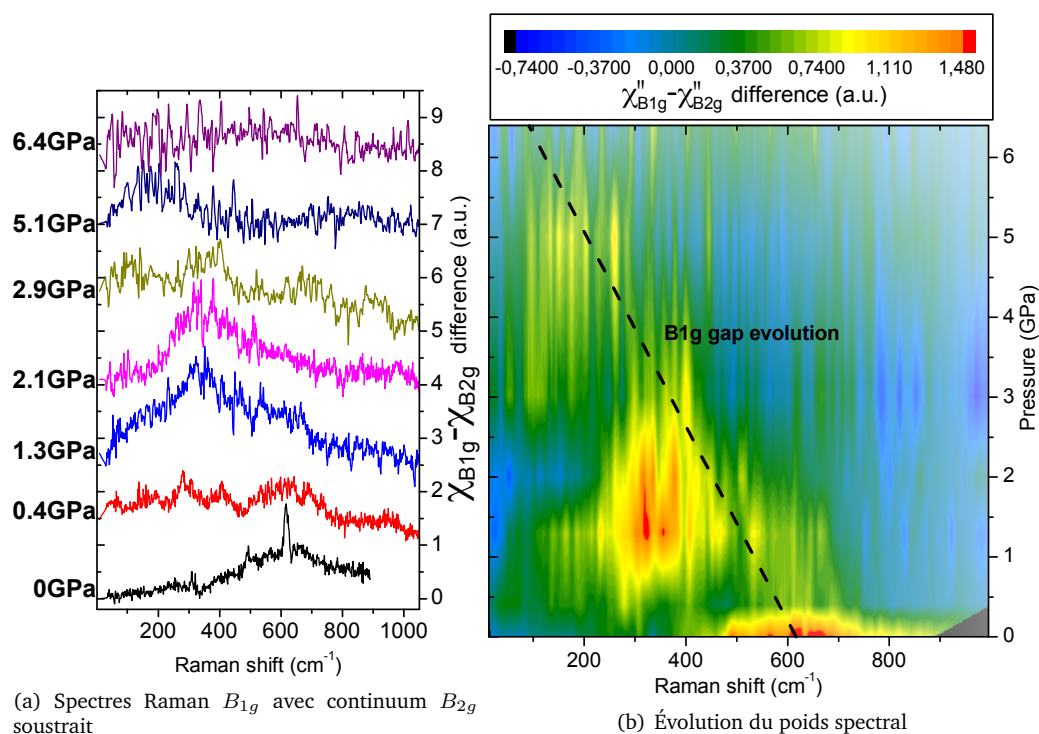 6.4GPa
5.1GPa
2.9GPa
2.1GPa
1.3GPa
0.4GPa
0GPa
9
8
7
6
5
4
3
2
1
0
χB1g-χB2g difference (a.u.)
200 400 600 800 1000
Raman shift (cm-1)
(a) Spectres Raman B1g avec continuum B2g
soustrait
-0,7400 -0,3700 0,000 0,3700 0,7400 1,110 1,480
χ"B1g-χ"B2g difference (a.u.)
B1g gap evolution
6
5
4
3
2
1
0
Pressure (GPa)
200 400 600 800
Raman shift (cm-1)
(b) Évolution du poids spectral